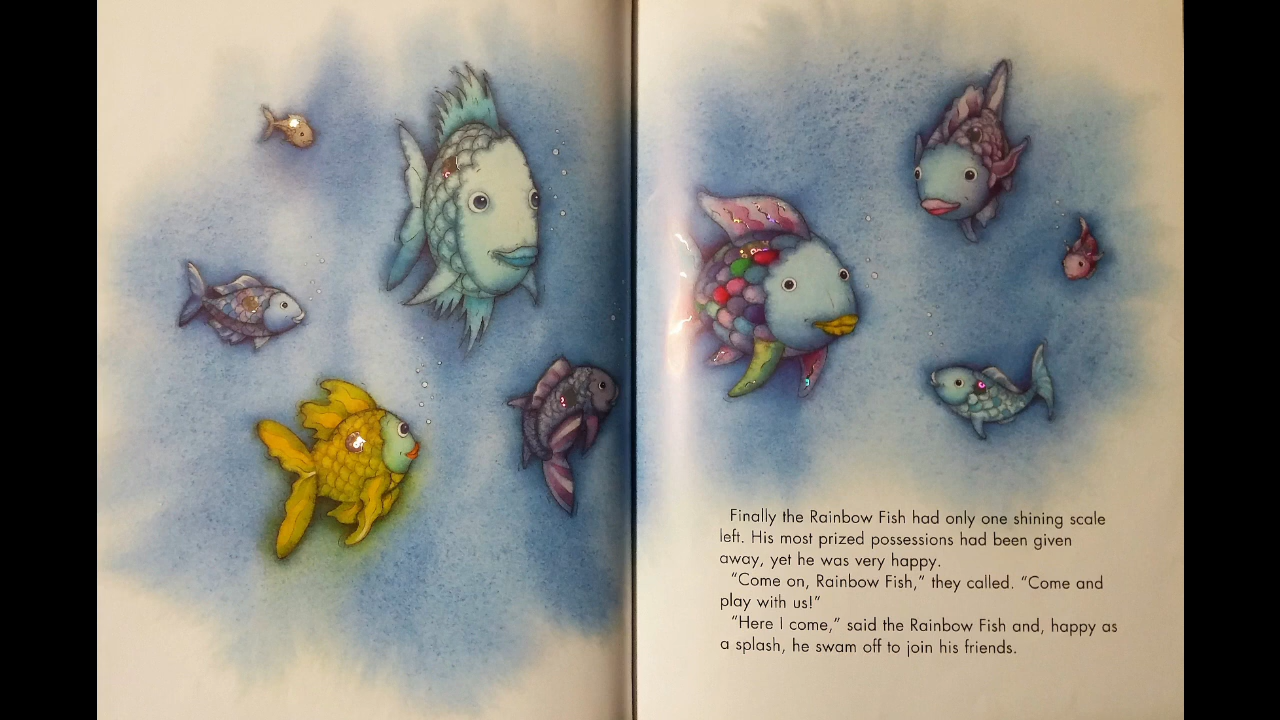 Finally the Rainbow Fish had only one shining scale
left. His most prized possessions had been given
away, yet he was very happy.
“Come on, Rainbow Fish,” they called. “Come and
play with us!”
“Here I come,” said the Rainbow Fish and, happy as
a splash, he swam off to join his friends.